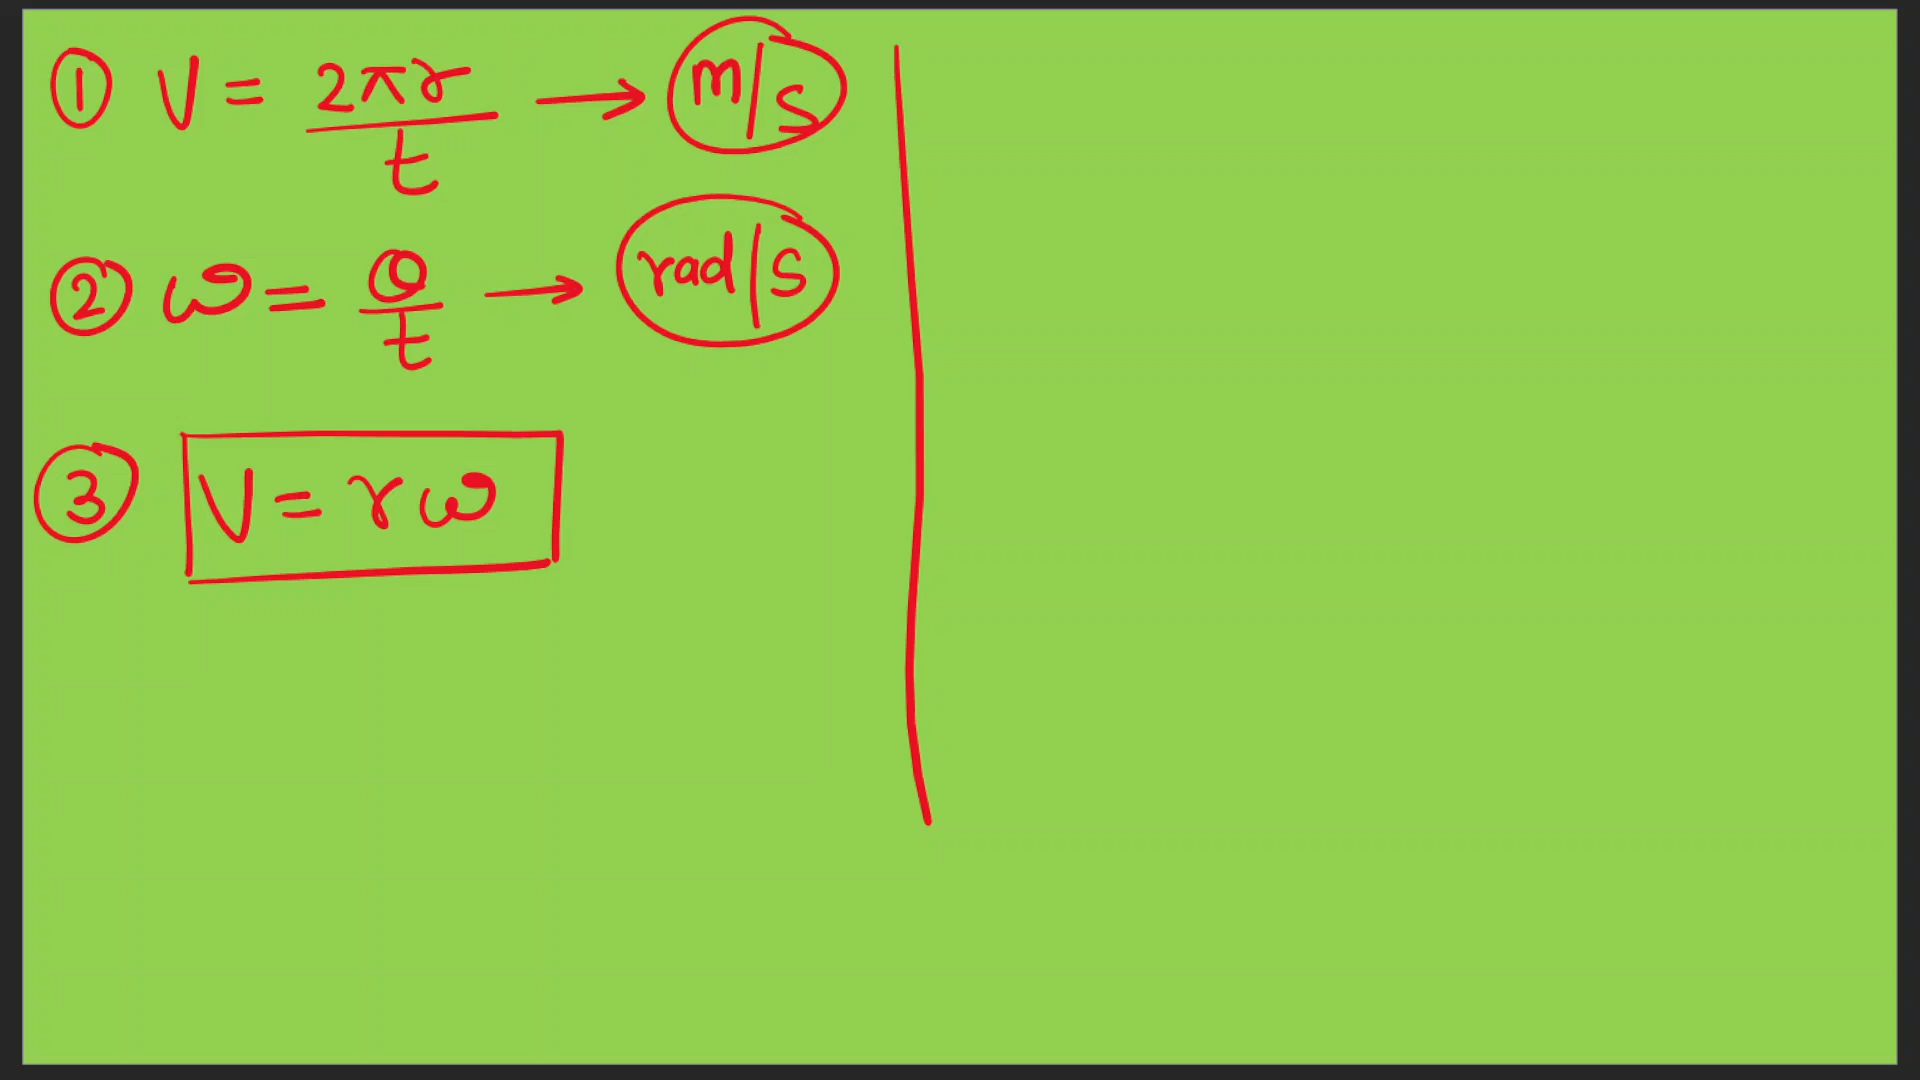 ① V = 2πr/t → m/s
② ω = θ/t → rad/s
③ V = rω